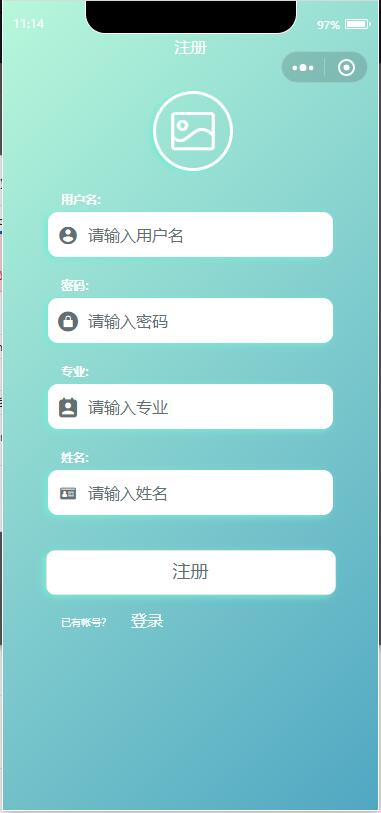 11:14
97%
注册
用户名:
请输入用户名
密码:
请输入密码
专业:
请输入专业
姓名:
请输入姓名
注册
已有帐号? 登录